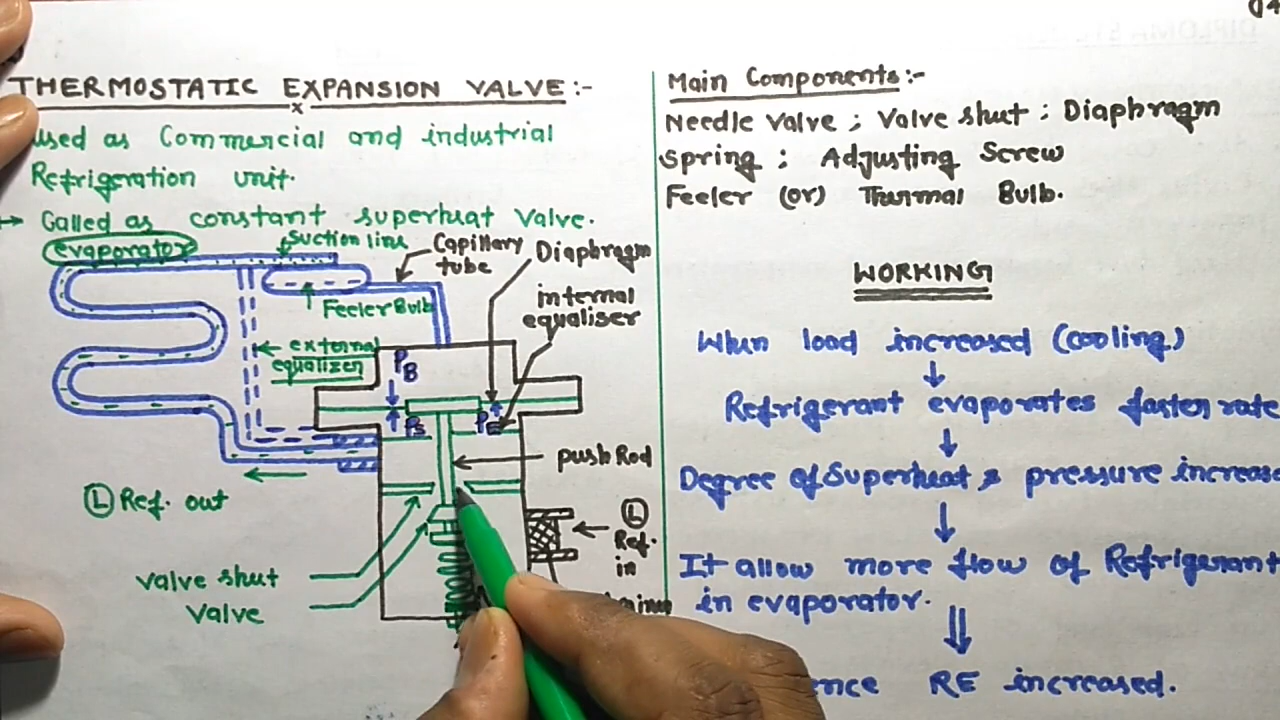 THERMOSTATIC EXPANSION VALVE:-
used as Commercial and industrial
Refrigeration unit.
→ Called as constant superheat valve.
evaporator
suction line
Capillary
tube
Diaphragm
Feeler Bulb
internal
equaliser
external
equalizer
PB
PS
PE
push Rod
Ⓛ Ref. out
Ⓛ
Ref.
in
valve shut
valve
Main Components:-
Needle valve ; Valve shut ; Diaphragm
Spring ; Adjusting Screw
Feeler (or) Thermal Bulb.
WORKING
When load increased (cooling)
↓
Refrigerant evaporates faster rate
↓
Degree of Superheat & pressure increase
↓
It allow more flow of Refrigerant
in evaporator.
⇓
ence RE increased.